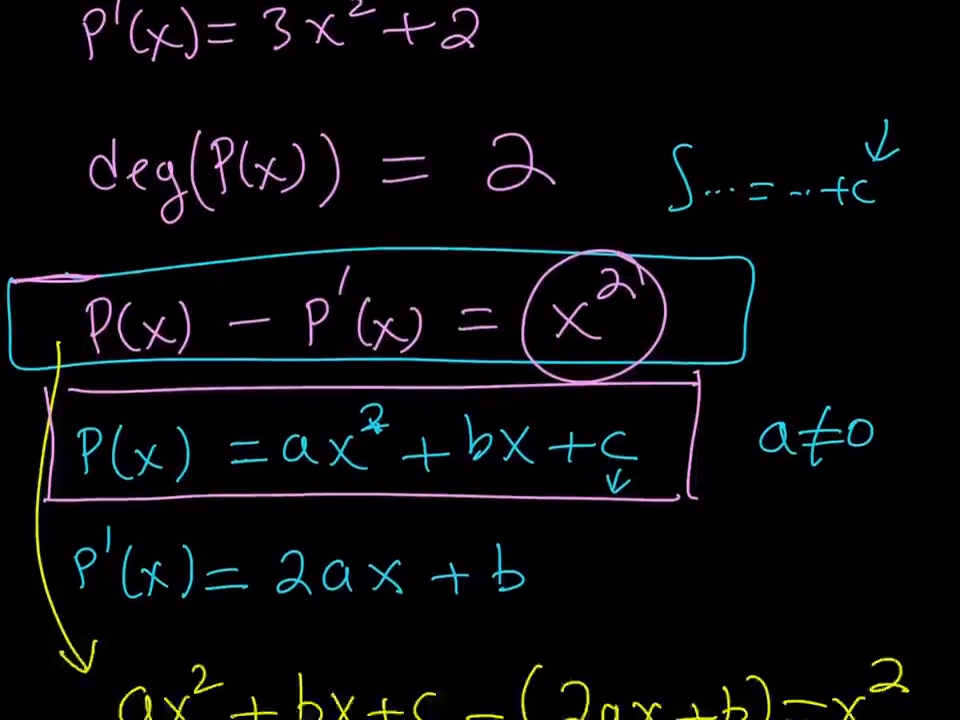 P'(x) = 3x² + 2
deg(P(x)) = 2
∫ ... = ... + c
P(x) − P'(x) = x²
P(x) = ax² + bx + c
a ≠ 0
P'(x) = 2ax + b
ax² + bx + c − (2ax + b) = x²